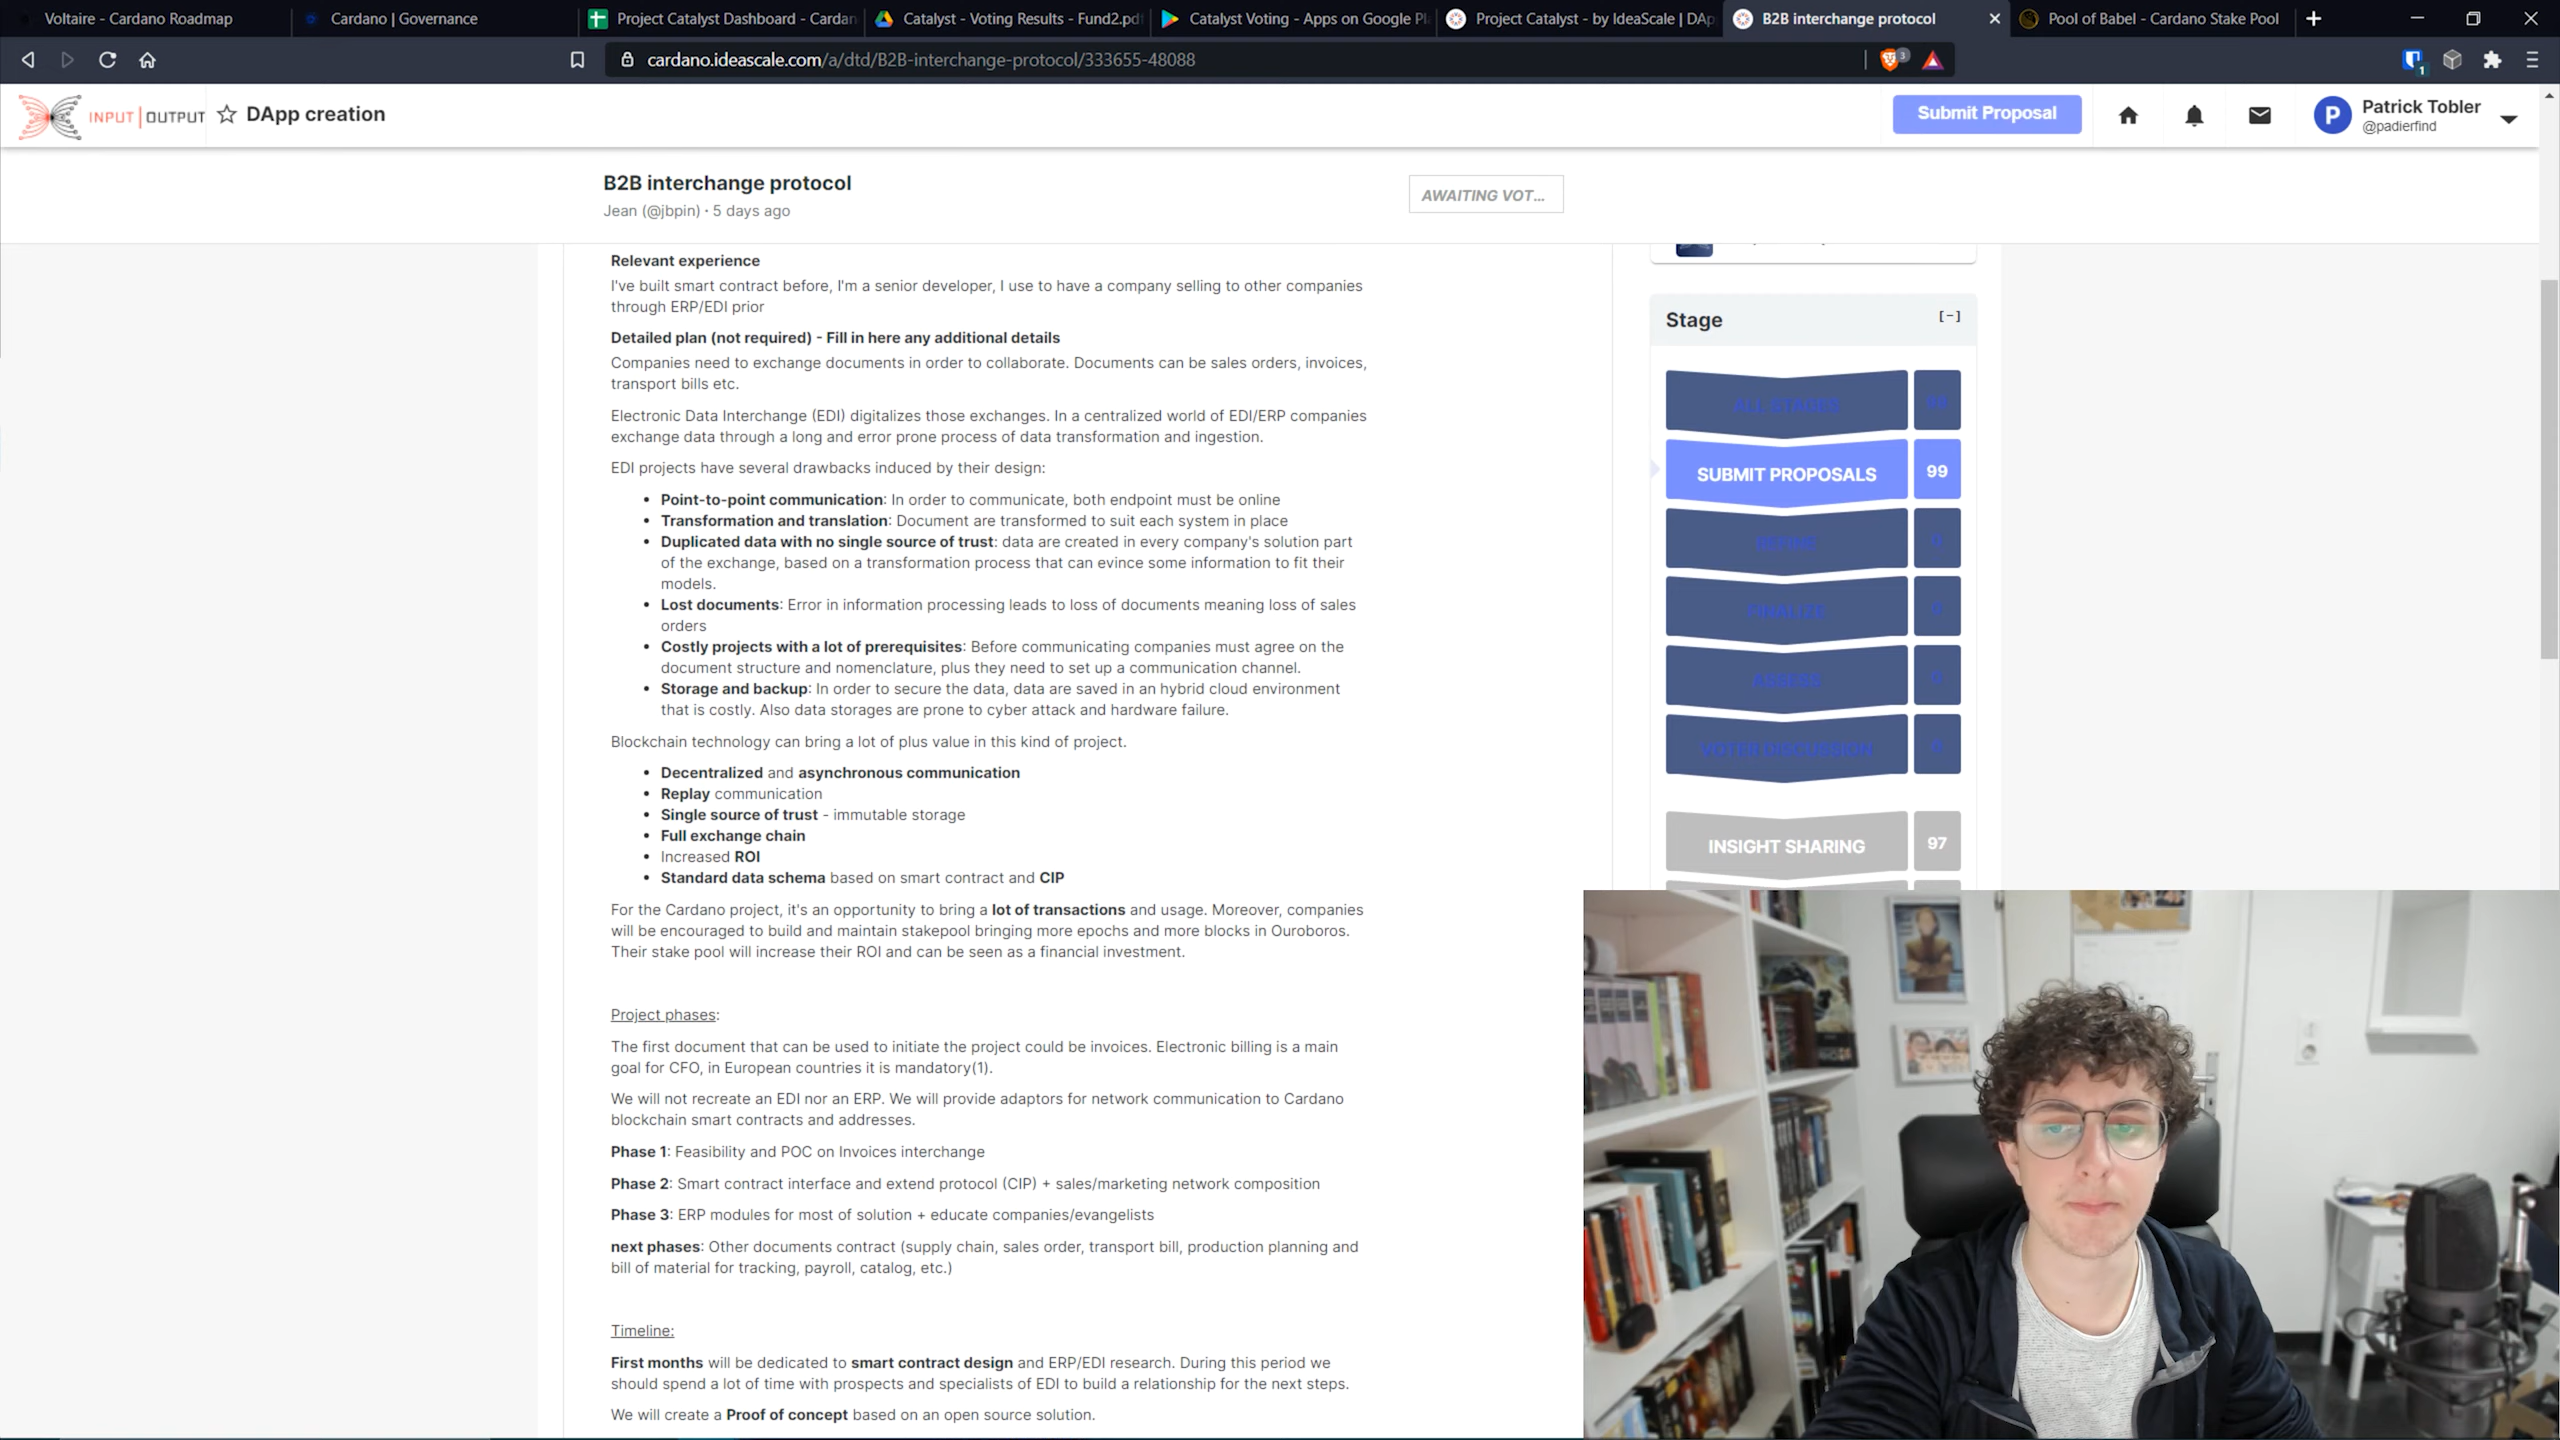 Voltaire - Cardano Roadmap
Cardano | Governance
Project Catalyst Dashboard - Cardan
Catalyst - Voting Results - Fund2.pdf
Catalyst Voting - Apps on Google Pl
Project Catalyst - by IdeaScale | DAp
B2B interchange protocol
Pool of Babel - Cardano Stake Pool
cardano.ideascale.com/a/dtd/B2B-interchange-protocol/333655-48088
3
1
INPUT | OUTPUT
DApp creation
Submit Proposal
P
Patrick Tobler
@padierfind
B2B interchange protocol
Jean (@jbpin) · 5 days ago
AWAITING VOT...
Relevant experience
I've built smart contract before, I'm a senior developer, I use to have a company selling to other companies
through ERP/EDI prior
Detailed plan (not required) - Fill in here any additional details
Companies need to exchange documents in order to collaborate. Documents can be sales orders, invoices,
transport bills etc.
Electronic Data Interchange (EDI) digitalizes those exchanges. In a centralized world of EDI/ERP companies
exchange data through a long and error prone process of data transformation and ingestion.
EDI projects have several drawbacks induced by their design:
• Point-to-point communication: In order to communicate, both endpoint must be online
• Transformation and translation: Document are transformed to suit each system in place
• Duplicated data with no single source of trust: data are created in every company's solution part
of the exchange, based on a transformation process that can evince some information to fit their
models.
• Lost documents: Error in information processing leads to loss of documents meaning loss of sales
orders
• Costly projects with a lot of prerequisites: Before communicating companies must agree on the
document structure and nomenclature, plus they need to set up a communication channel.
• Storage and backup: In order to secure the data, data are saved in an hybrid cloud environment
that is costly. Also data storages are prone to cyber attack and hardware failure.
Blockchain technology can bring a lot of plus value in this kind of project.
• Decentralized and asynchronous communication
• Replay communication
• Single source of trust - immutable storage
• Full exchange chain
• Increased ROI
• Standard data schema based on smart contract and CIP
For the Cardano project, it's an opportunity to bring a lot of transactions and usage. Moreover, companies
will be encouraged to build and maintain stakepool bringing more epochs and more blocks in Ouroboros.
Their stake pool will increase their ROI and can be seen as a financial investment.
Project phases:
The first document that can be used to initiate the project could be invoices. Electronic billing is a main
goal for CFO, in European countries it is mandatory(1).
We will not recreate an EDI nor an ERP. We will provide adaptors for network communication to Cardano
blockchain smart contracts and addresses.
Phase 1: Feasibility and POC on Invoices interchange
Phase 2: Smart contract interface and extend protocol (CIP) + sales/marketing network composition
Phase 3: ERP modules for most of solution + educate companies/evangelists
next phases: Other documents contract (supply chain, sales order, transport bill, production planning and
bill of material for tracking, payroll, catalog, etc.)
Timeline:
First months will be dedicated to smart contract design and ERP/EDI research. During this period we
should spend a lot of time with prospects and specialists of EDI to build a relationship for the next steps.
We will create a Proof of concept based on an open source solution.
Stage
[-]
ALL STAGES
SUBMIT PROPOSALS 99
REFINE 0
FINALIZE 0
ASSESS 0
VOTER DISCUSSION 0
INSIGHT SHARING 97